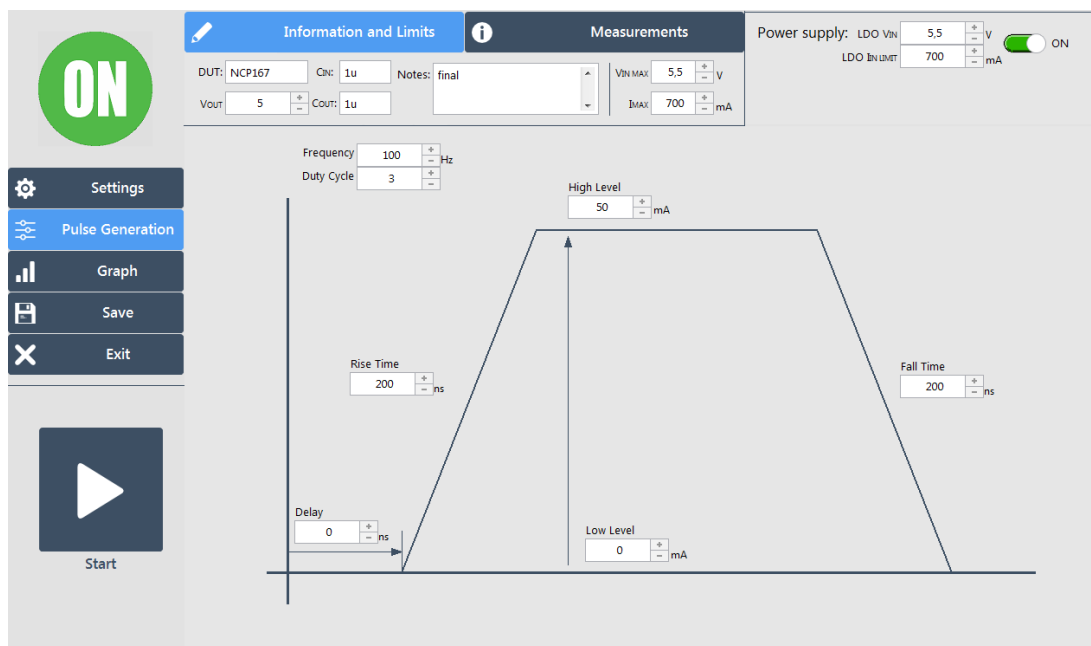 ON
Settings
Pulse Generation
Graph
Save
Exit
Start
Information and Limits
Measurements
DUT: NCP167 CIN: 1u Notes: final VIN MAX 5,5 + - V
VOUT 5 + - COUT: 1u IMAX 700 + - mA
Power supply: LDO VIN 5,5 + - V ON
LDO IIN LIMIT 700 + - mA
Frequency 100 + - Hz
Duty Cycle 3 + -
High Level
50 + - mA
Rise Time
200 + - ns
Fall Time
200 + - ns
Delay
0 + - ns
Low Level
0 + - mA